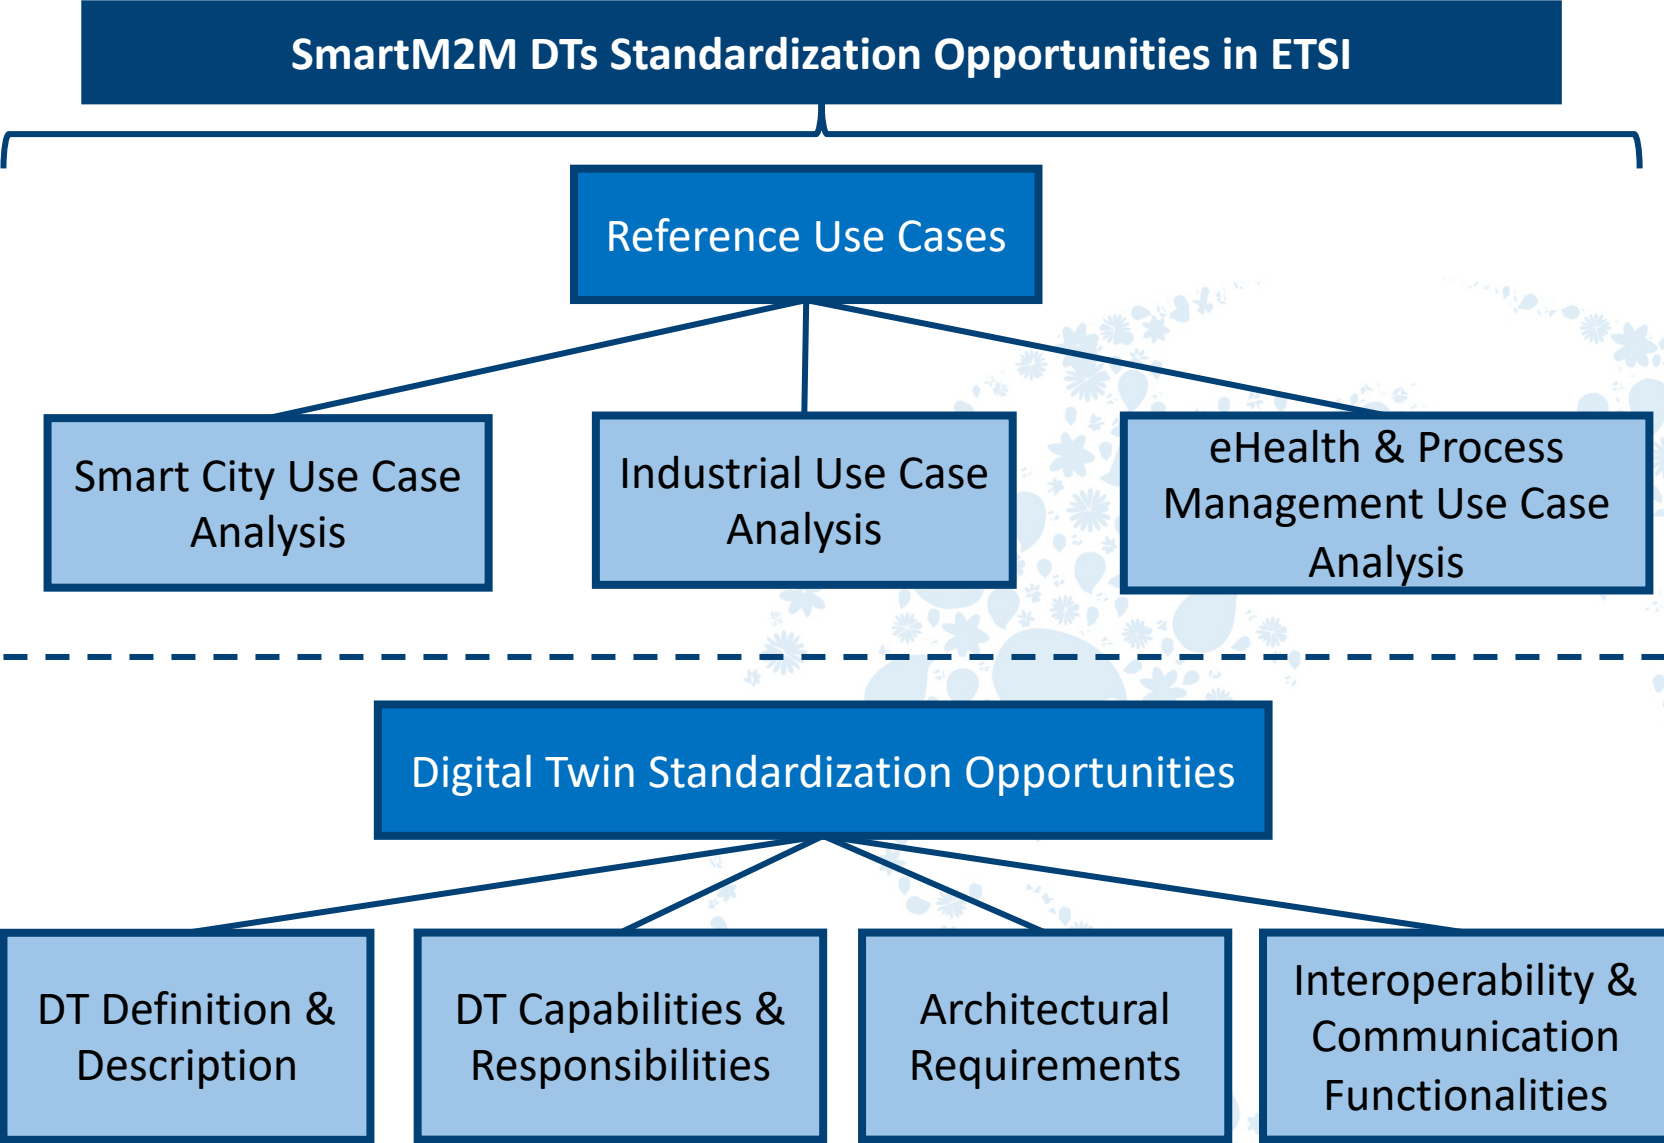 SmartM2M DTs Standardization Opportunities in ETSI
Reference Use Cases
Smart City Use Case
Analysis
Industrial Use Case
Analysis
eHealth & Process
Management Use Case
Analysis
Digital Twin Standardization Opportunities
DT Definition &
Description
DT Capabilities &
Responsibilities
Architectural
Requirements
Interoperability &
Communication
Functionalities